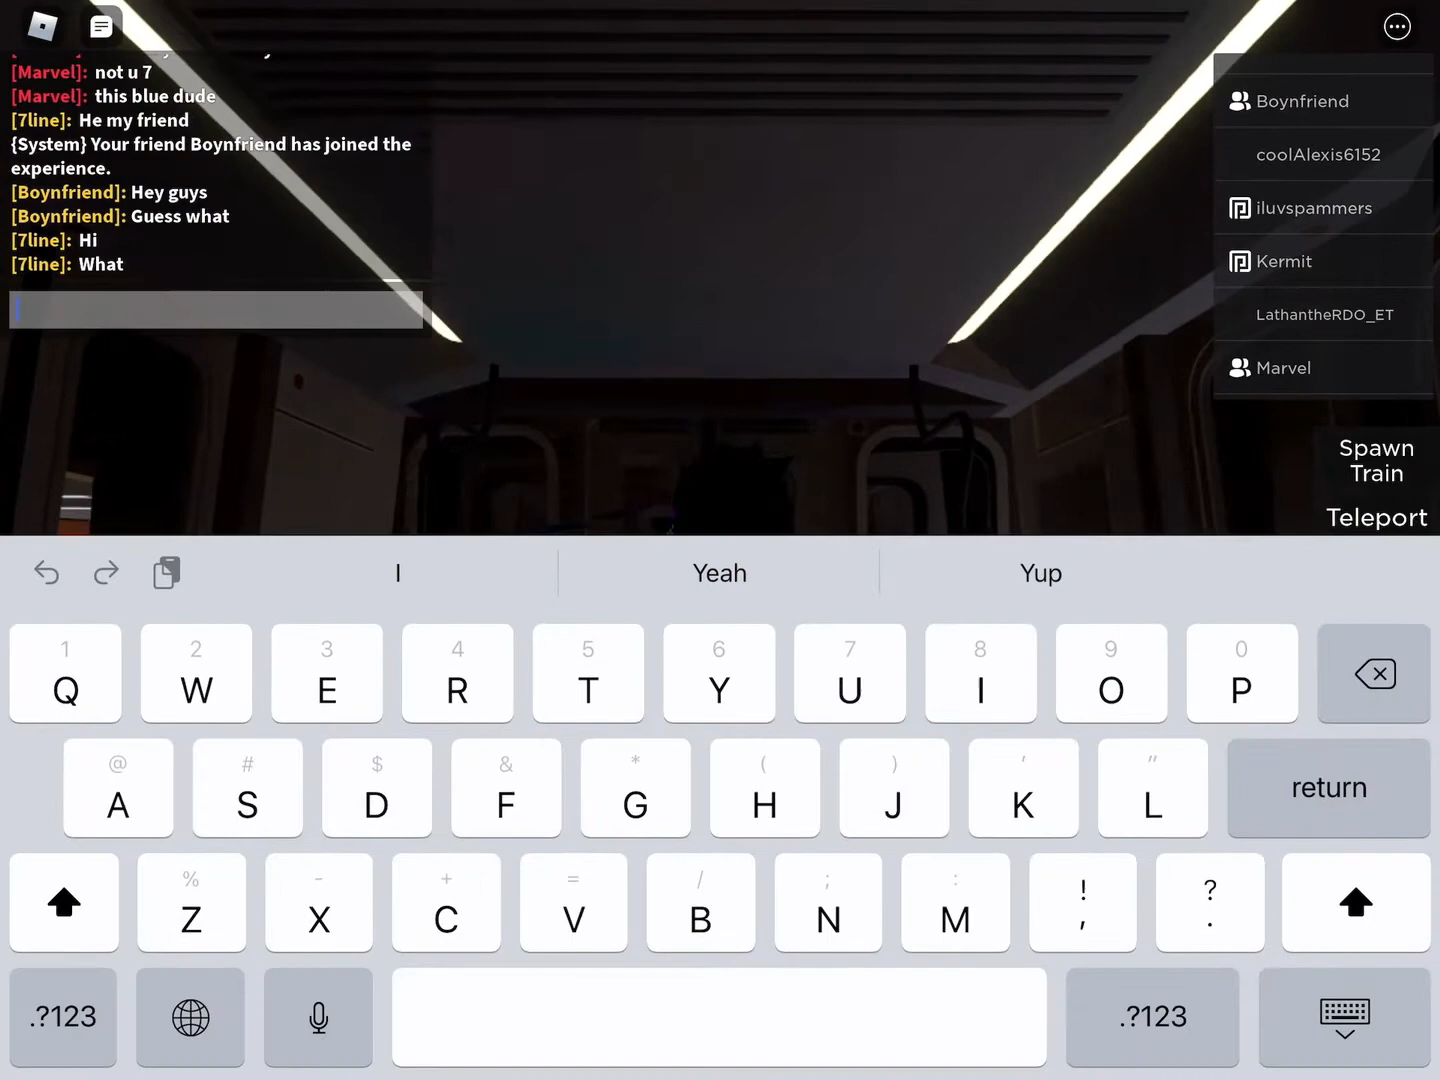 [Marvel]: not u 7
[Marvel]: this blue dude
[7line]: He my friend
{System} Your friend Boynfriend has joined the
experience.
[Boynfriend]: Hey guys
[Boynfriend]: Guess what
[7line]: Hi
[7line]: What
Boynfriend
coolAlexis6152
iluvspammers
Kermit
LathantheRDO_ET
Marvel
Spawn
Train
Teleport
I Yeah Yup
1 2 3 4 5 6 7 8 9 0
Q W E R T Y U I O P
@ # $ & * ( ) ' "
A S D F G H J K L return
% - + = / ; : ! ?
Z X C V B N M , .
.?123 .?123